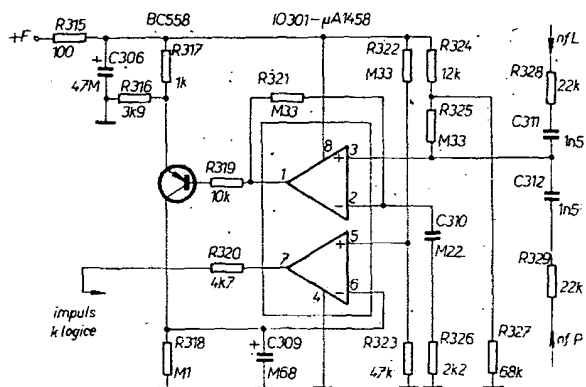 +F
R315
100
BC558
IO301-µA1458
C306
47M
+
R317
1k
R316
3k9
R321
M33
R322
M33
R324
12k
R325
M33
nf L
R328
22k
C311
1n5
C312
1n5
R329
22k
nf P
R319
10k
1
8
3
+
2
-
C310
M22
R320
4k7
7
5
+
6
-
4
impuls
k logice
R318
M1
+
C309
M68
R323
47k
R326
2k2
R327
68k